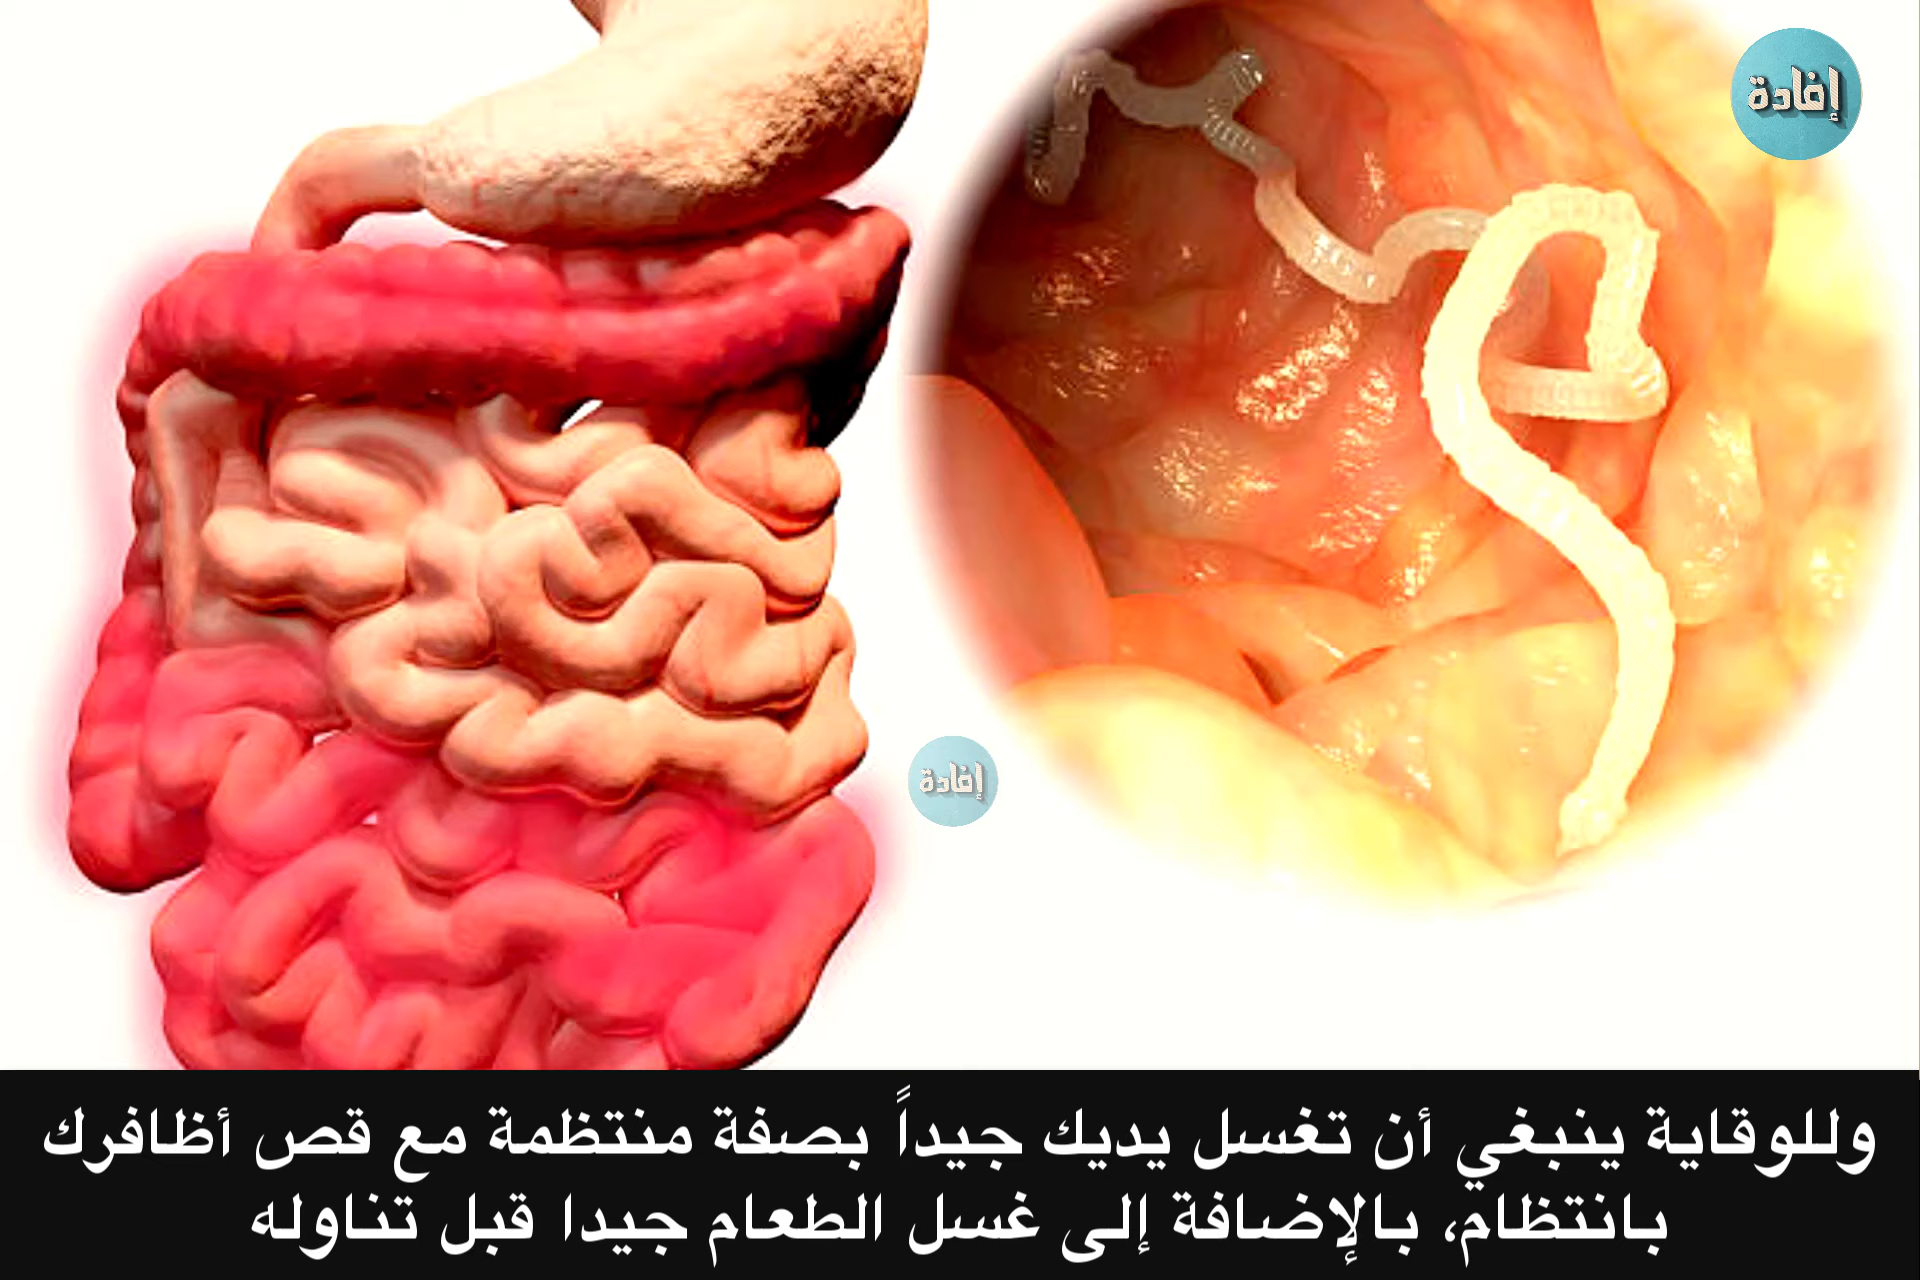 إفادة
إفادة
وللوقاية ينبغي أن تغسل يديك جيداً بصفة منتظمة مع قص أظافرك
بانتظام، بالإضافة إلى غسل الطعام جيدا قبل تناوله